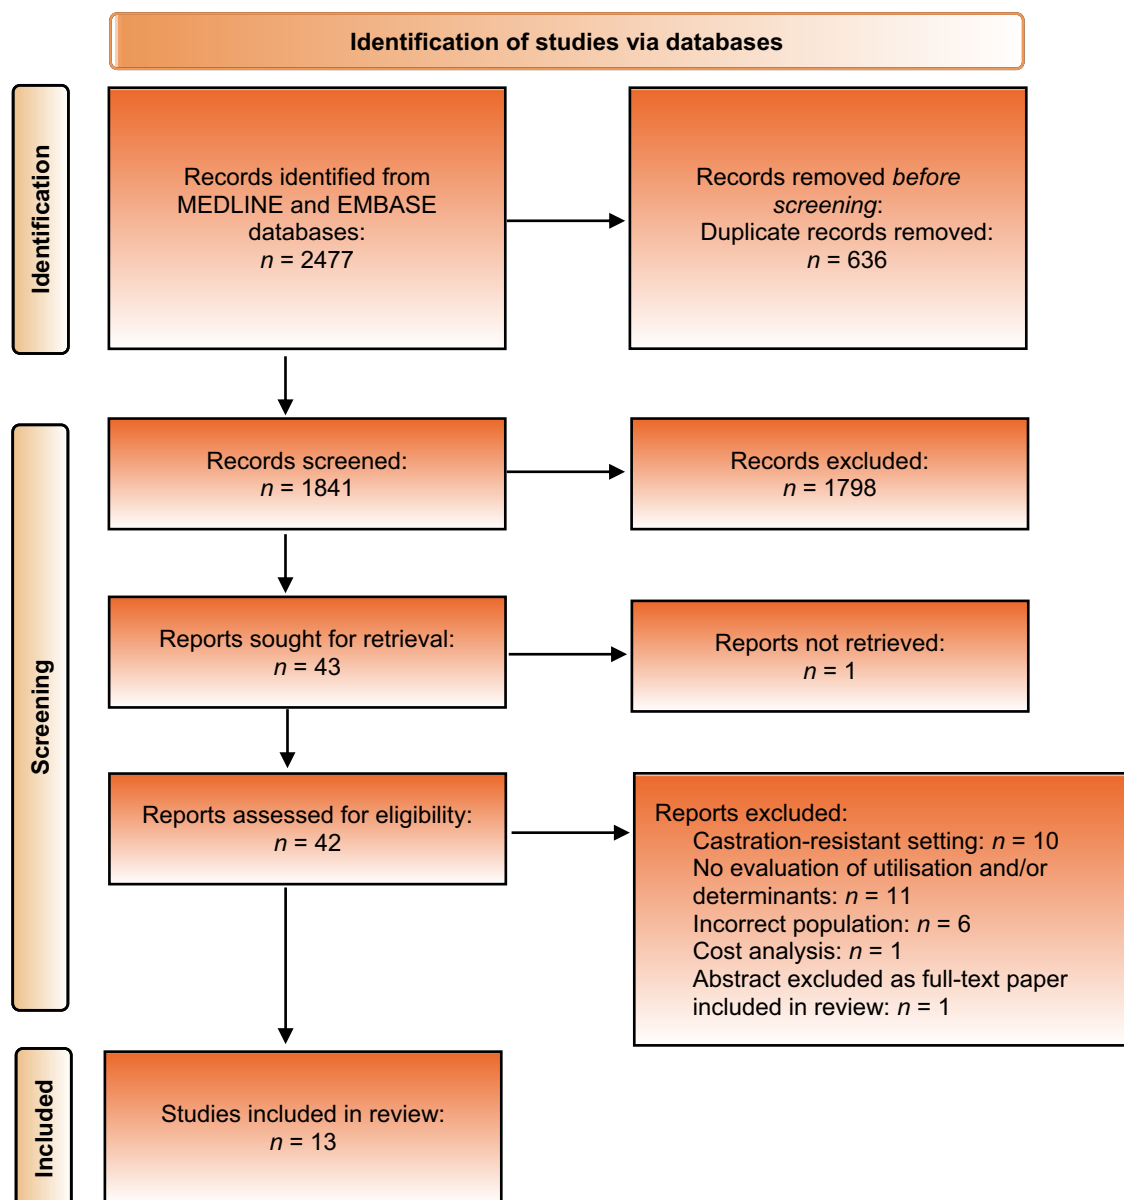 Identification of studies via databases
Identification
Records identified from
MEDLINE and EMBASE
databases:
n = 2477
Records removed before
screening:
Duplicate records removed:
n = 636
Screening
Records screened:
n = 1841
Records excluded:
n = 1798
Reports sought for retrieval:
n = 43
Reports not retrieved:
n = 1
Reports assessed for eligibility:
n = 42
Reports excluded:
Castration-resistant setting: n = 10
No evaluation of utilisation and/or
determinants: n = 11
Incorrect population: n = 6
Cost analysis: n = 1
Abstract excluded as full-text paper
included in review: n = 1
Included
Studies included in review:
n = 13